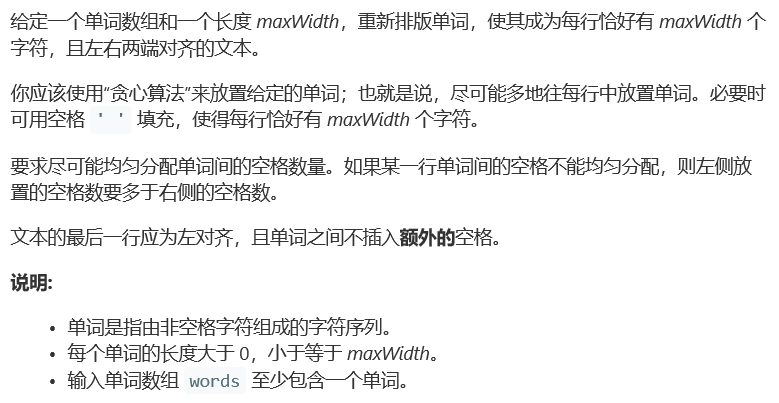 给定一个单词数组和一个长度 maxWidth，重新排版单词，使其成为每行恰好有 maxWidth 个
字符，且左右两端对齐的文本。
你应该使用“贪心算法”来放置给定的单词；也就是说，尽可能多地往每行中放置单词。必要时
可用空格 ' ' 填充，使得每行恰好有 maxWidth 个字符。
要求尽可能均匀分配单词间的空格数量。如果某一行单词间的空格不能均匀分配，则左侧放
置的空格数要多于右侧的空格数。
文本的最后一行应为左对齐，且单词之间不插入额外的空格。
说明:
• 单词是指由非空格字符组成的字符序列。
• 每个单词的长度大于 0，小于等于 maxWidth。
• 输入单词数组 words 至少包含一个单词。